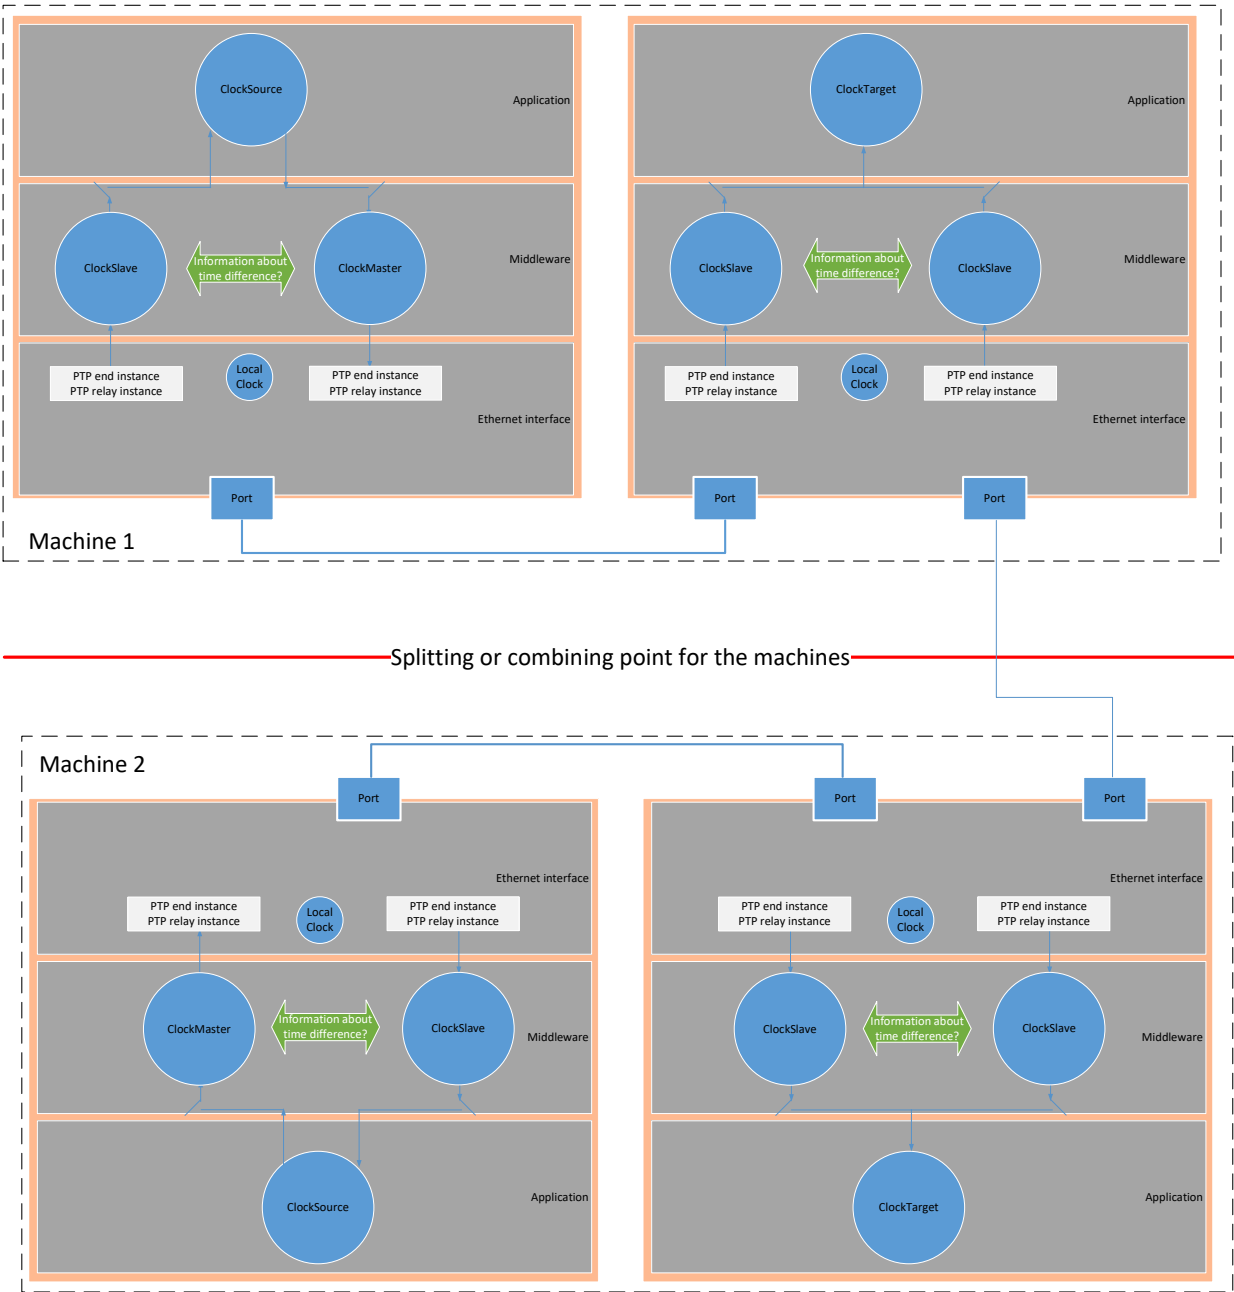 ClockSource
Application
ClockSlave
Information about
time difference?
ClockMaster
Middleware
PTP end instance
PTP relay instance
Local
Clock
PTP end instance
PTP relay instance
Ethernet interface
Port
ClockTarget
Application
ClockSlave
Information about
time difference?
ClockSlave
Middleware
PTP end instance
PTP relay instance
Local
Clock
PTP end instance
PTP relay instance
Ethernet interface
Port
Port
Machine 1
Splitting or combining point for the machines
Machine 2
Port
Ethernet interface
PTP end instance
PTP relay instance
Local
Clock
PTP end instance
PTP relay instance
ClockMaster
Information about
time difference?
ClockSlave
Middleware
ClockSource
Application
Port
Port
Ethernet interface
PTP end instance
PTP relay instance
Local
Clock
PTP end instance
PTP relay instance
ClockSlave
Information about
time difference?
ClockSlave
Middleware
ClockTarget
Application